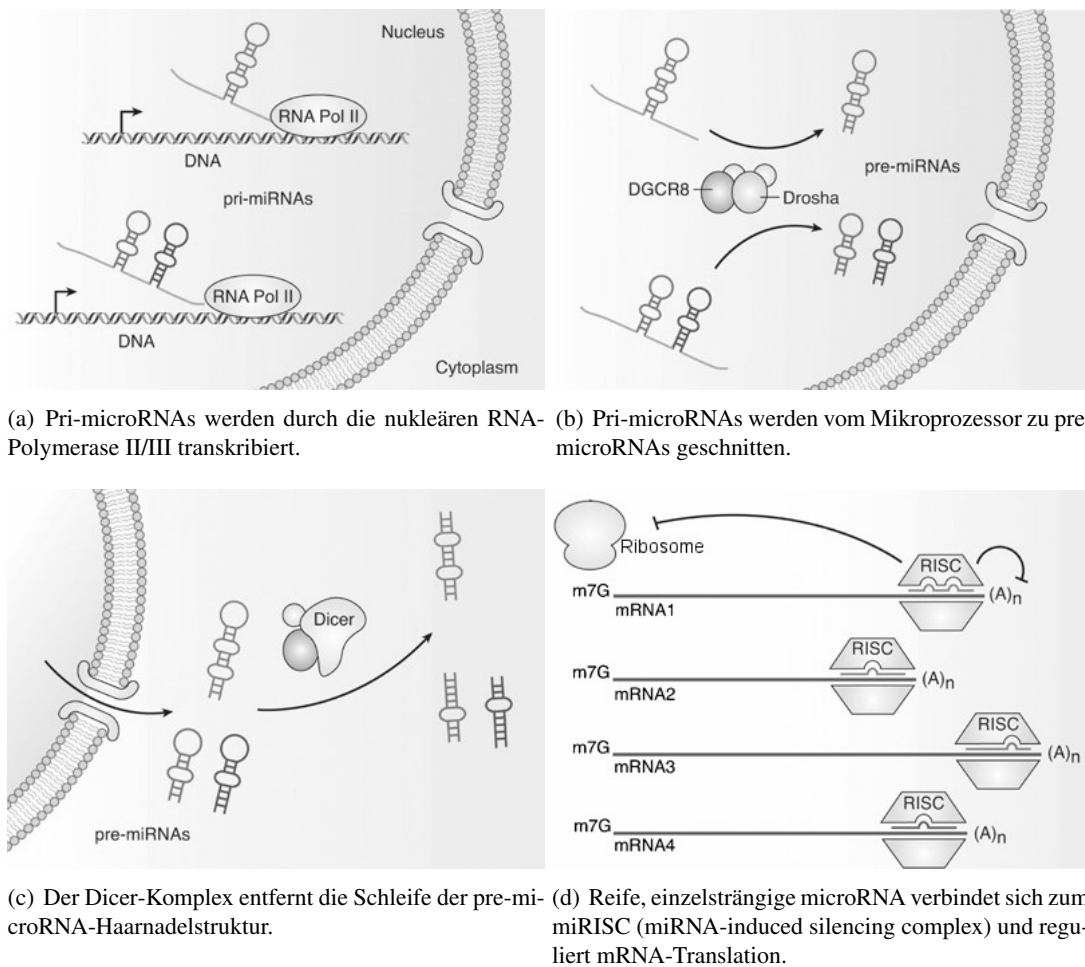 Nucleus
RNA Pol II
DNA
pri-miRNAs
RNA Pol II
DNA
Cytoplasm
(a) Pri-microRNAs werden durch die nukleären RNA-
Polymerase II/III transkribiert.
pre-miRNAs
DGCR8
Drosha
(b) Pri-microRNAs werden vom Mikroprozessor zu pre
microRNAs geschnitten.
Dicer
pre-miRNAs
(c) Der Dicer-Komplex entfernt die Schleife der pre-mi-
croRNA-Haarnadelstruktur.
Ribosome
RISC
m7G
mRNA1
(A)n
RISC
m7G
mRNA2
(A)n
RISC
m7G
mRNA3
(A)n
RISC
m7G
mRNA4
(A)n
(d) Reife, einzelsträngige microRNA verbindet sich zum
miRISC (miRNA-induced silencing complex) und regu-
liert mRNA-Translation.